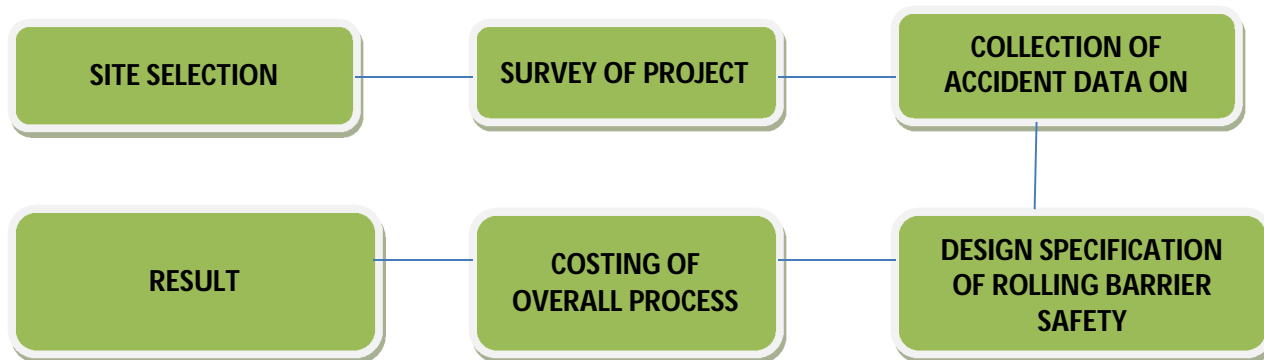 SITE SELECTION
SURVEY OF PROJECT
COLLECTION OF
ACCIDENT DATA ON
DESIGN SPECIFICATION
OF ROLLING BARRIER
SAFETY
COSTING OF
OVERALL PROCESS
RESULT